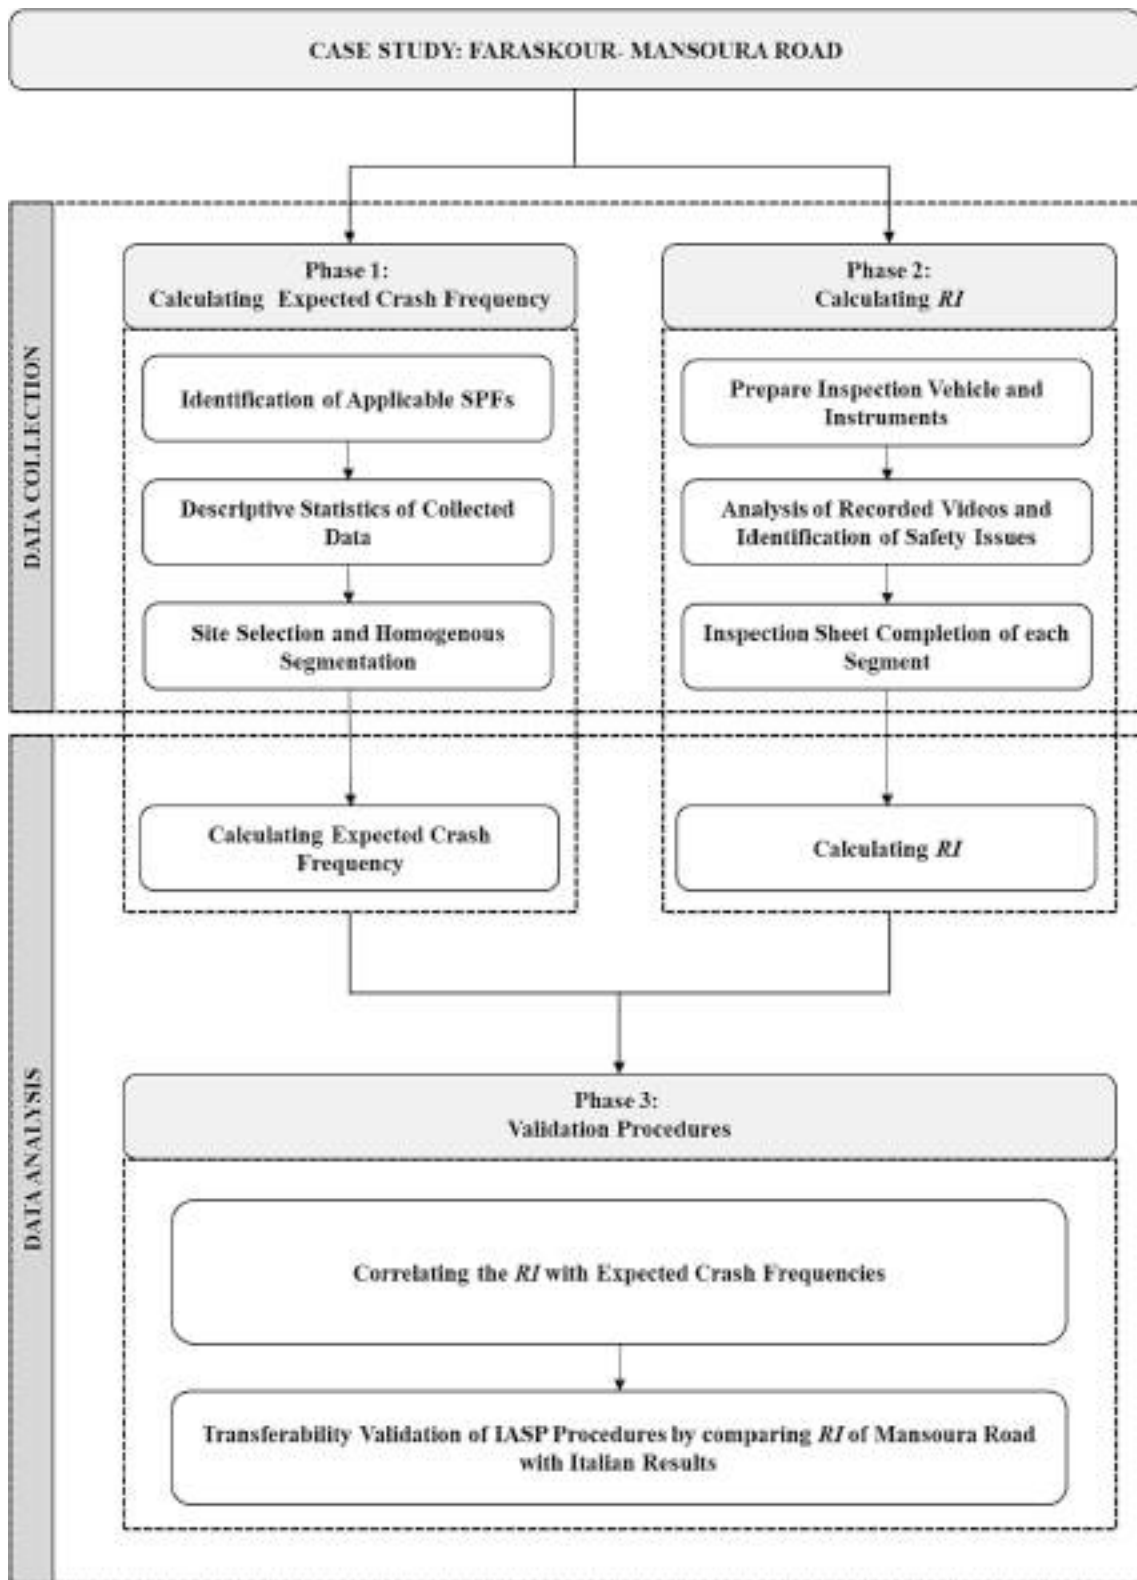 CASE STUDY: FARASKOUR- MANSOURA ROAD
DATA COLLECTION
Phase 1:
Calculating Expected Crash Frequency
Identification of Applicable SPFs
Descriptive Statistics of Collected
Data
Site Selection and Homogenous
Segmentation
Phase 2:
Calculating RI
Prepare Inspection Vehicle and
Instruments
Analysis of Recorded Videos and
Identification of Safety Issues
Inspection Sheet Completion of each
Segment
DATA ANALYSIS
Calculating Expected Crash
Frequency
Calculating RI
Phase 3:
Validation Procedures
Correlating the RI with Expected Crash Frequencies
Transferability Validation of IASP Procedures by comparing RI of Mansoura Road
with Italian Results